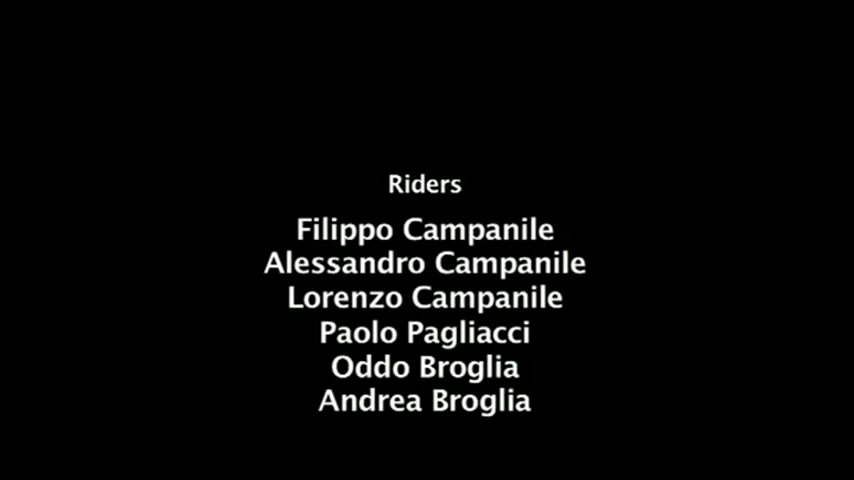 Riders
Filippo Campanile
Alessandro Campanile
Lorenzo Campanile
Paolo Pagliacci
Oddo Broglia
Andrea Broglia